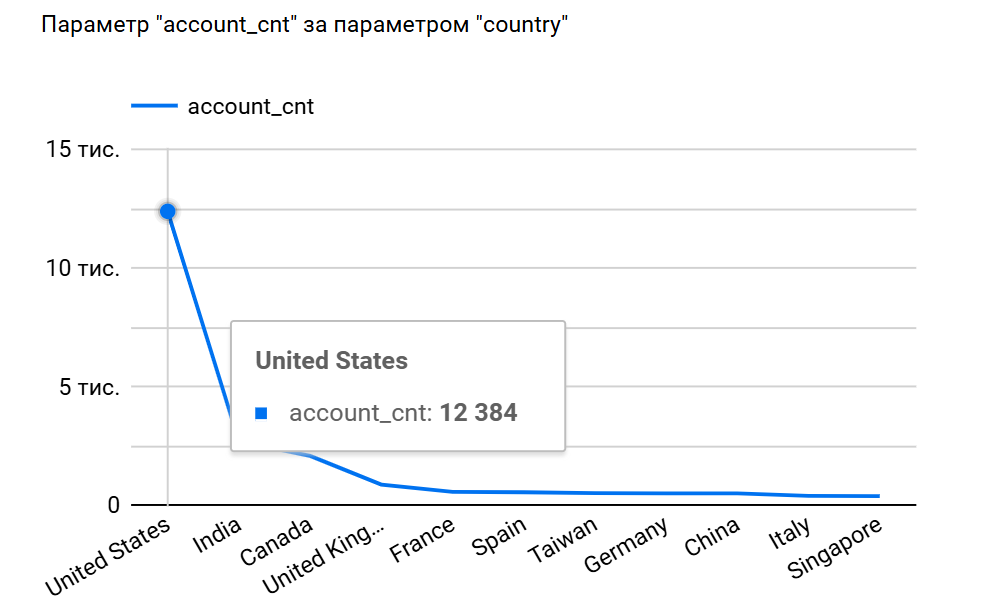 Параметр "account_cnt" за параметром "country"
account_cnt
15 тис.
10 тис.
5 тис.
0
United States
account_cnt: 12 384
United States
India
Canada
United King...
France
Spain
Taiwan
Germany
China
Italy
Singapore